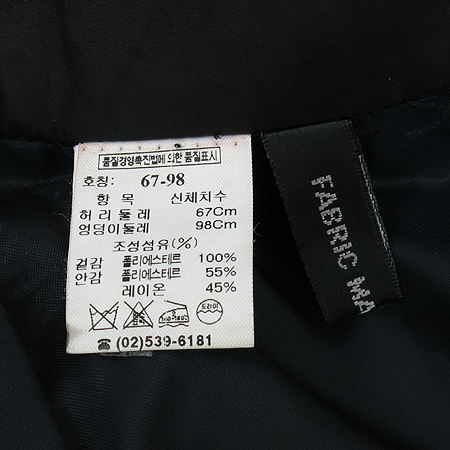 품질경영촉진법에 의한 품질표시
호칭: 67-98
항 목 신체치수
허리둘레 67Cm
엉덩이둘레 98Cm
조성섬유(%)
겉감 폴리에스테르 100%
안감 폴리에스테르 55%
레이온 45%
드라이
☎ (02)539-6181
FABRIC MA